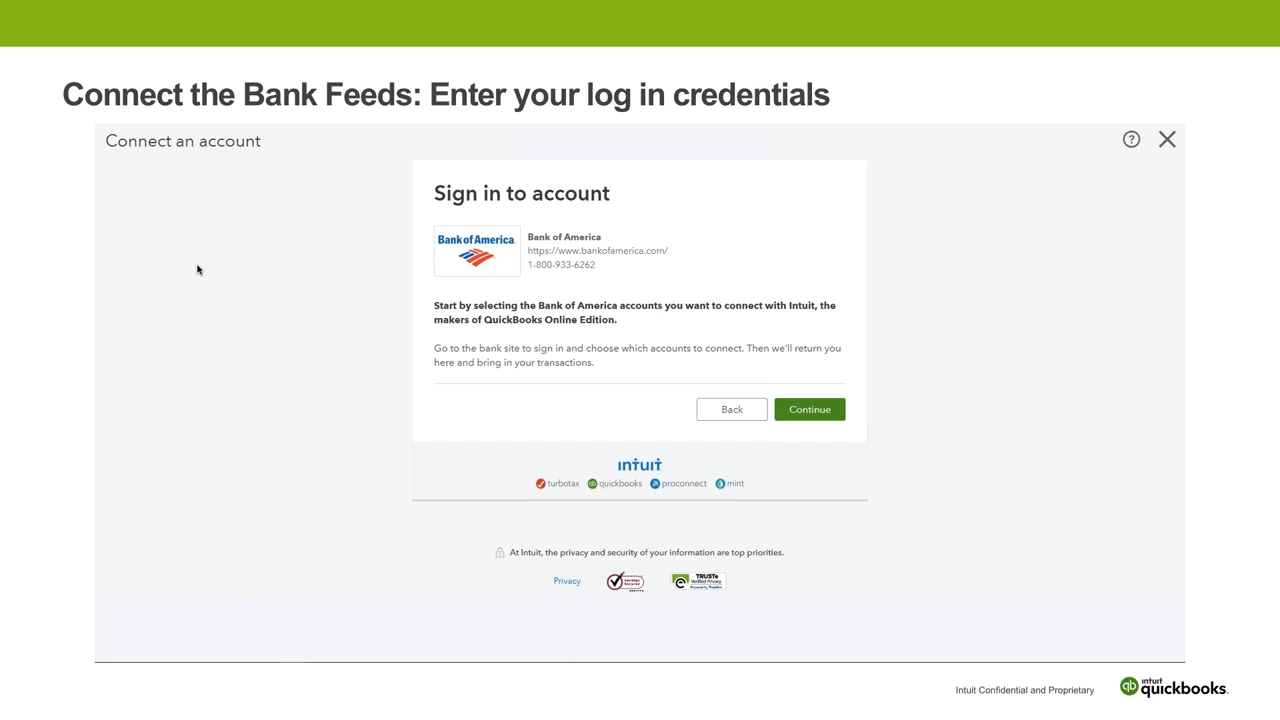 Connect the Bank Feeds: Enter your log in credentials
Connect an account
?
Sign in to account
Bank of America
Bank of America
https://www.bankofamerica.com/
1-800-933-6262
Start by selecting the Bank of America accounts you want to connect with Intuit, the
makers of QuickBooks Online Edition.
Go to the bank site to sign in and choose which accounts to connect. Then we'll return you
here and bring in your transactions.
Back
Continue
intuit
turbotax quickbooks proconnect mint
At Intuit, the privacy and security of your information are top priorities.
Privacy
TRUSTe
Verified Privacy
Intuit Confidential and Proprietary
qb intuit quickbooks.